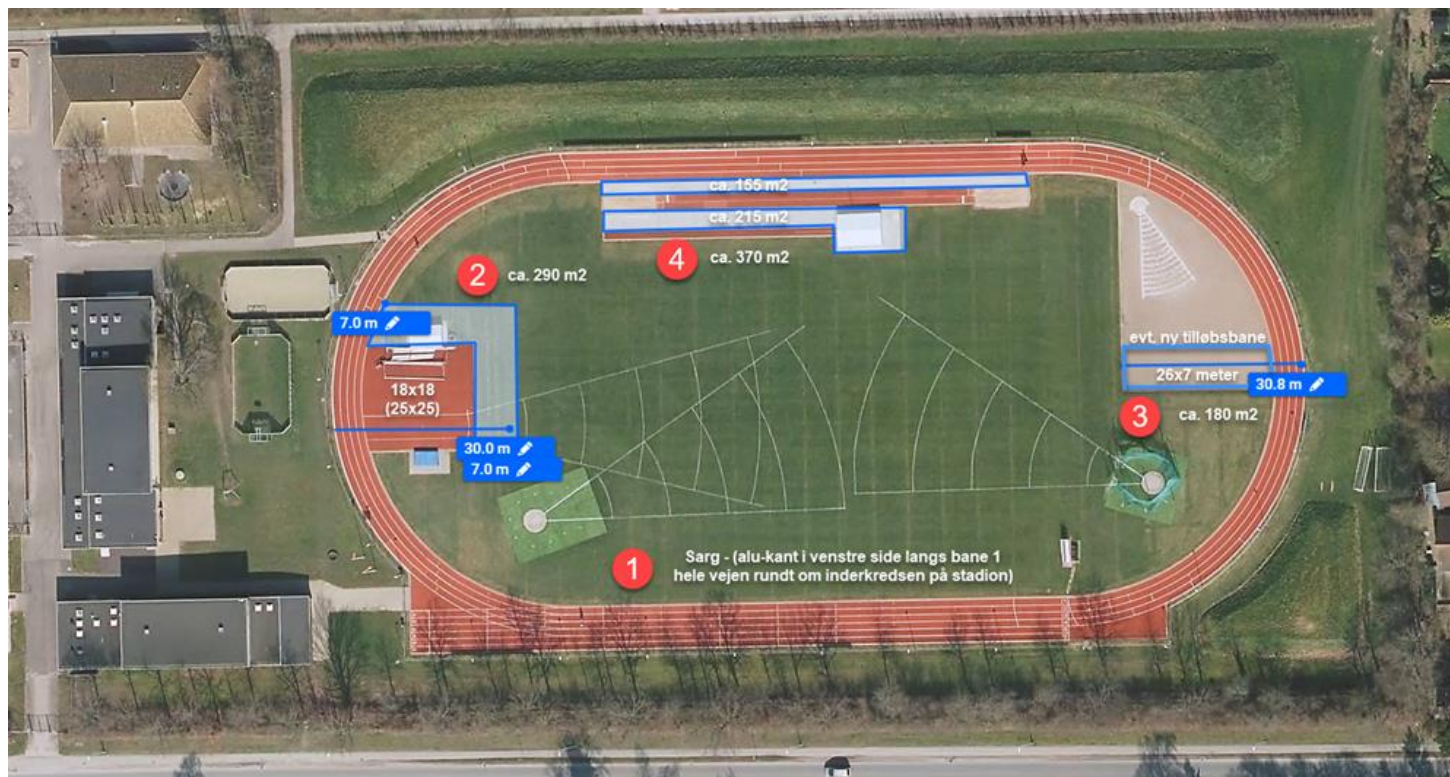 ca. 155 m2
ca. 215 m2
4
ca. 370 m2
2
ca. 290 m2
7.0 m
18x18
(25x25)
30.0 m
7.0 m
evt. ny tilløbsbane
26x7 meter
30.8 m
3
ca. 180 m2
1
Sarg - (alu-kant i venstre side langs bane 1
hele vejen rundt om inderkredsen på stadion)